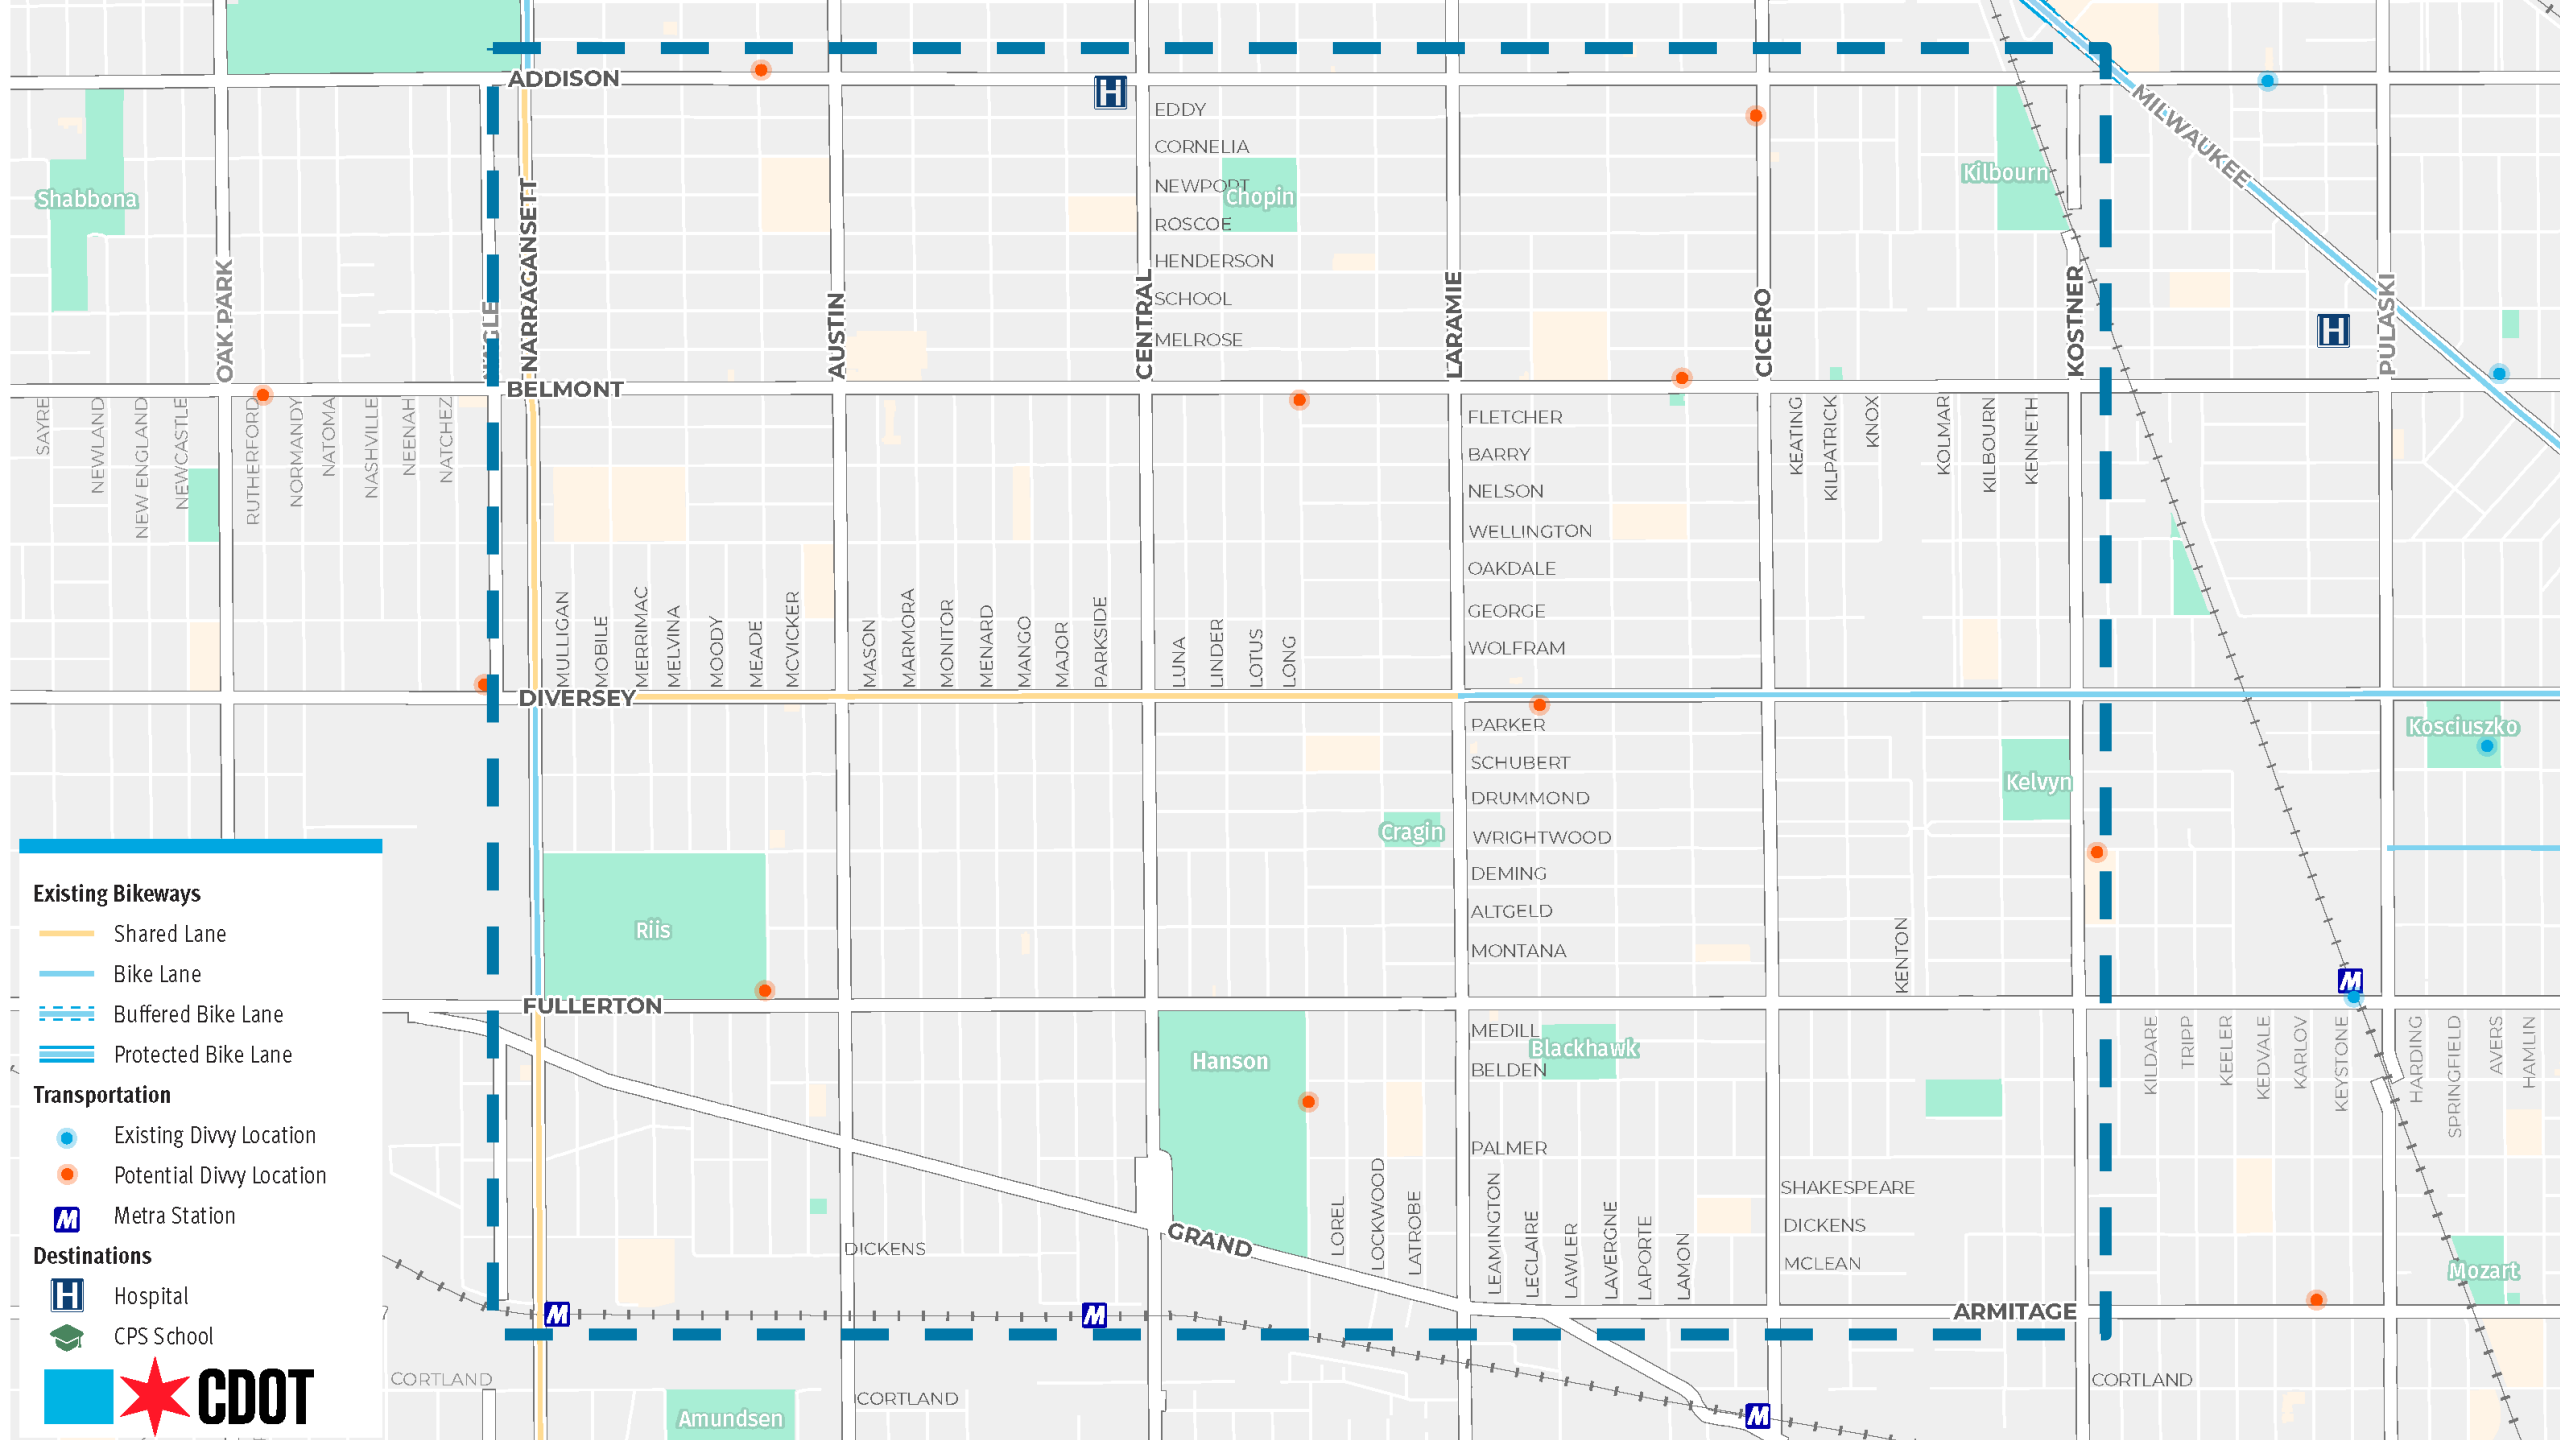 ADDISON
EDDY
CORNELIA
NEWPORT
Chopin
ROSCOE
HENDERSON
SCHOOL
MELROSE
Shabbona
Kilbourn
MILWAUKEE
OAK PARK
NARRAGANSETT
AUSTIN
CENTRAL
LARAMIE
CICERO
KOSTNER
PULASKI
H
H
BELMONT
SAYRE
NEWLAND
NEW ENGLAND
NEWCASTLE
RUTHERFORD
NORMANDY
NATOMA
NASHVILLE
NEENAH
NATCHEZ
FLETCHER
BARRY
NELSON
WELLINGTON
OAKDALE
GEORGE
WOLFRAM
KEATING
KILPATRICK
KNOX
KOLMAR
KILBOURN
KENNETH
MULLIGAN
MOBILE
MERRIMAC
MELVINA
MOODY
MEADE
MCVICKER
MASON
MARMORA
MONITOR
MENARD
MANGO
MAJOR
PARKSIDE
LUNA
LINDER
LOTUS
LONG
DIVERSEY
PARKER
SCHUBERT
DRUMMOND
WRIGHTWOOD
DEMING
ALTGELD
MONTANA
Kosciuszko
Kelvyn
Cragin
Riis
KENTON
M
FULLERTON
MEDILL
Blackhawk
BELDEN
PALMER
Hanson
KILDARE
TRIPP
KEELER
KEDVALE
KARLOV
KEYSTONE
HARDING
SPRINGFIELD
AVERS
HAMLIN
LOREL
LOCKWOOD
LATROBE
LEAMINGTON
LECLAIRE
LAWLER
LAVERGNE
LAPORTE
LAMON
SHAKESPEARE
DICKENS
MCLEAN
DICKENS
GRAND
Mozart
ARMITAGE
M
M
M
CORTLAND
CORTLAND
CORTLAND
Amundsen
Existing Bikeways
Shared Lane
Bike Lane
Buffered Bike Lane
Protected Bike Lane
Transportation
Existing Divvy Location
Potential Divvy Location
M Metra Station
Destinations
H Hospital
CPS School
CDOT